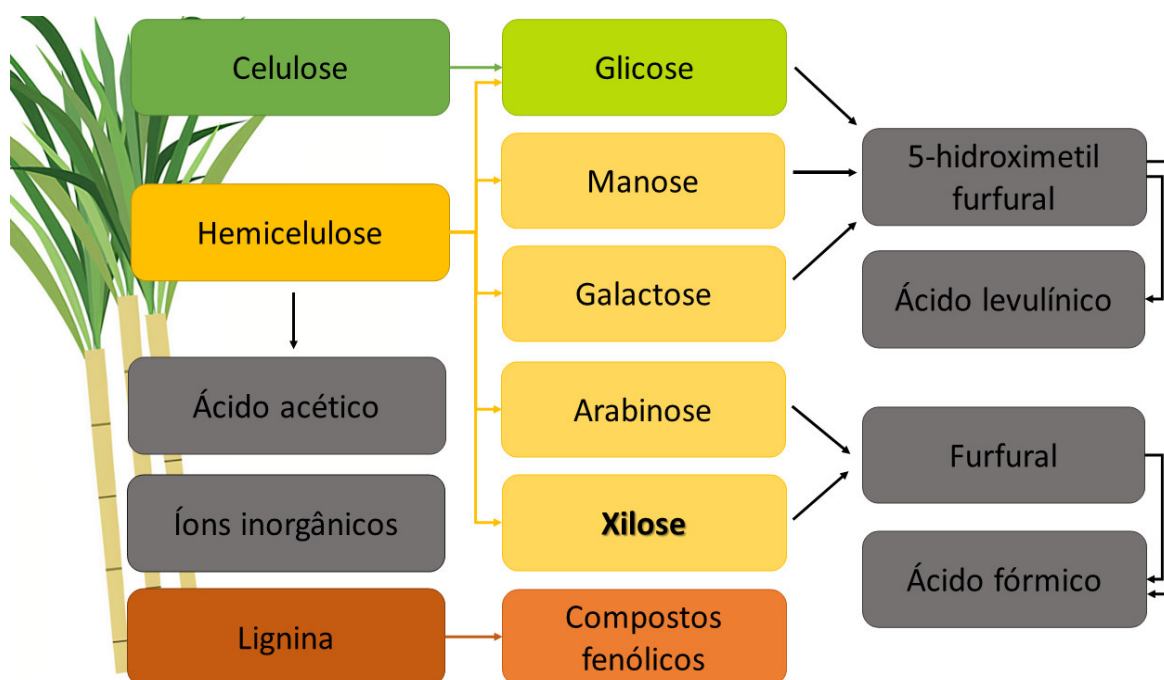 Celulose
Glicose
5-hidroximetil
furfural
Manose
Hemicelulose
Galactose
Ácido levulínico
Ácido acético
Arabinose
Furfural
Íons inorgânicos
Xilose
Ácido fórmico
Lignina
Compostos
fenólicos